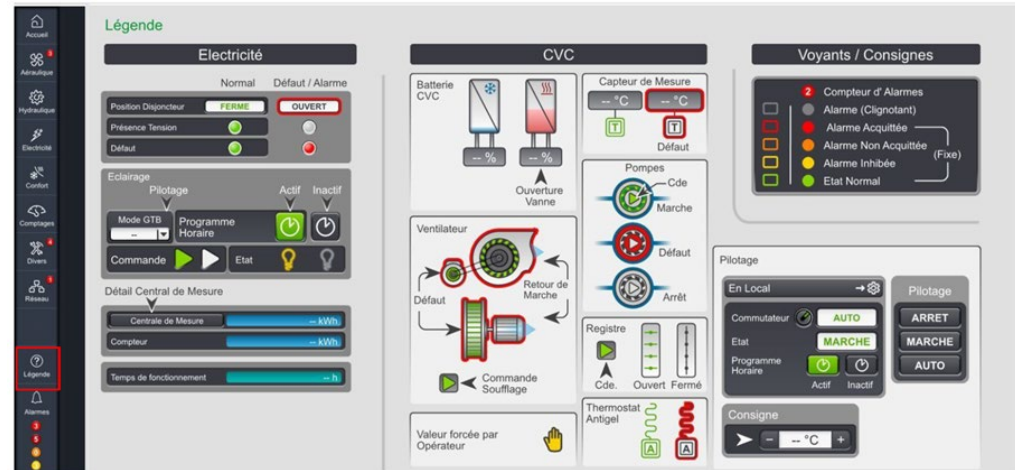 Accueil
Aéraulique
Hydraulique
Electricité
Confort
Comptages
Divers
Réseau
Légende
Alarmes
3
5
Légende
Electricité
Normal Défaut / Alarme
Position Disjoncteur FERME OUVERT
Présence Tension
Défaut
Eclairage
Pilotage Actif Inactif
Mode GTB
--
Programme
Horaire
Commande Etat
Détail Central de Mesure
Centrale de Mesure -- kWh
Compteur -- kWh
Temps de fonctionnement -- h
CVC
Batterie
CVC
-- % -- %
Ouverture
Vanne
Ventilateur
Défaut
Retour de
Marche
Commande
Soufflage
Valeur forcée par
Opérateur
Capteur de Mesure
-- °C -- °C
T T
Défaut
Pompes
Cde
Marche
Défaut
Arrêt
Registre
Cde. Ouvert Fermé
Thermostat
Antigel
A A
Voyants / Consignes
2 Compteur d' Alarmes
Alarme (Clignotant)
Alarme Acquittée
Alarme Non Acquittée
(Fixe)
Alarme Inhibée
Etat Normal
Pilotage
En Local
Commutateur AUTO
Etat MARCHE
Programme
Horaire
Actif Inactif
Pilotage
ARRET
MARCHE
AUTO
Consigne
- -- °C +